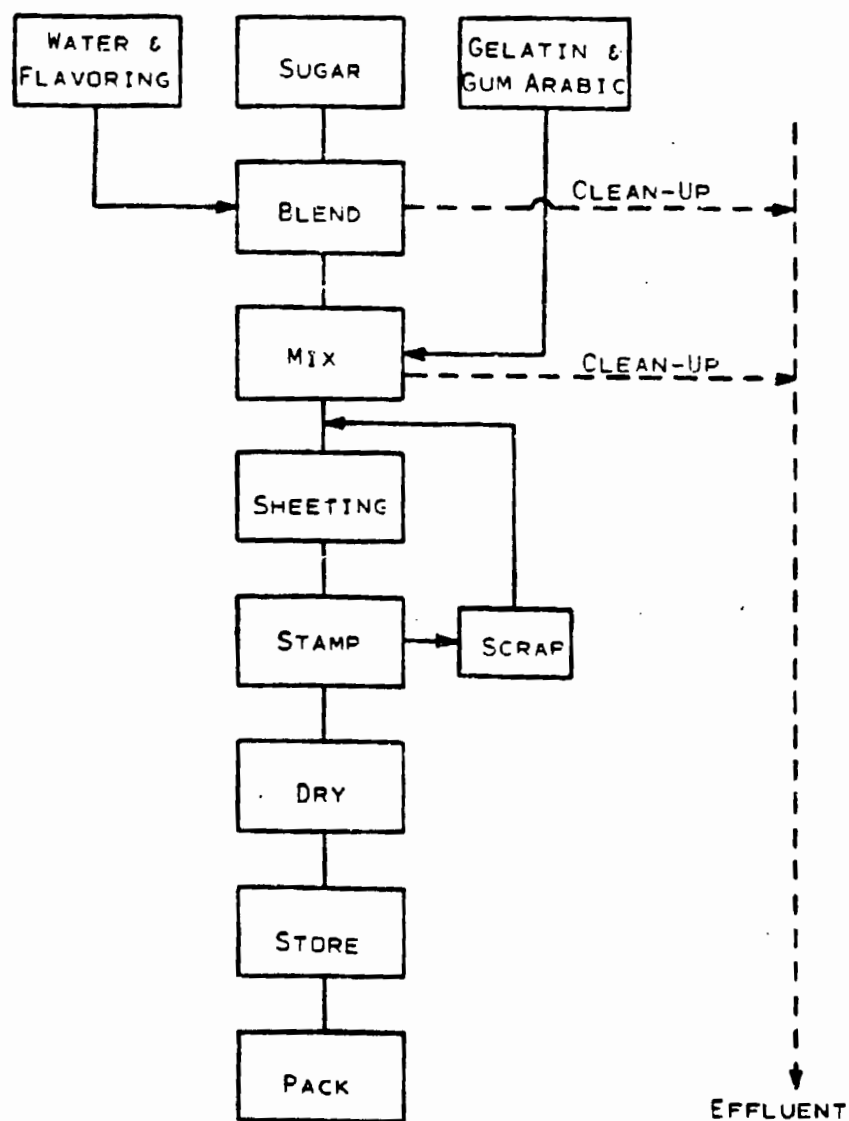 WATER &
FLAVORING
SUGAR
GELATIN &
GUM ARABIC
BLEND
CLEAN-UP
MIX
CLEAN-UP
SHEETING
STAMP
SCRAP
DRY
STORE
PACK
EFFLUENT